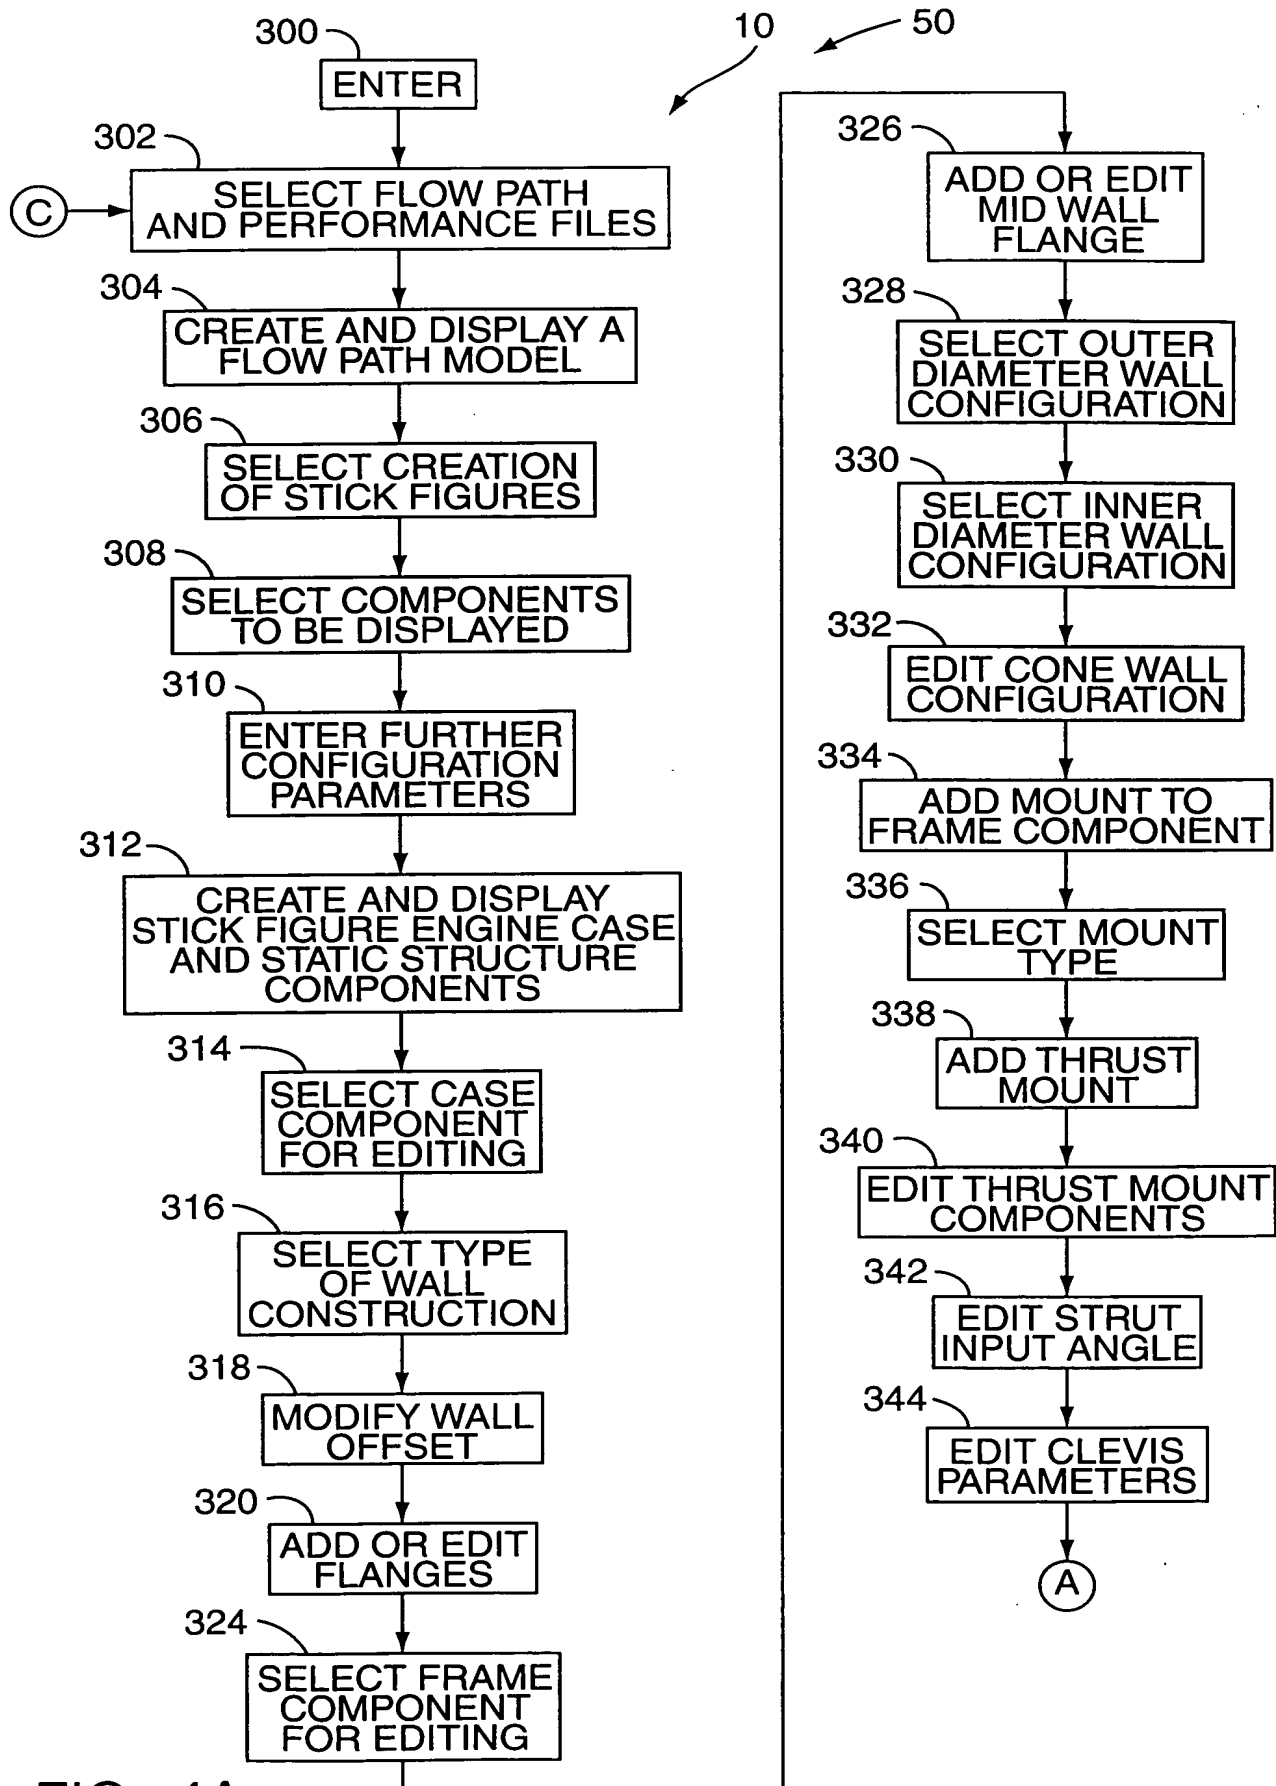 300
ENTER
10
50
302
SELECT FLOW PATH
AND PERFORMANCE FILES
C
304
CREATE AND DISPLAY A
FLOW PATH MODEL
306
SELECT CREATION
OF STICK FIGURES
308
SELECT COMPONENTS
TO BE DISPLAYED
310
ENTER FURTHER
CONFIGURATION
PARAMETERS
312
CREATE AND DISPLAY
STICK FIGURE ENGINE CASE
AND STATIC STRUCTURE
COMPONENTS
314
SELECT CASE
COMPONENT
FOR EDITING
316
SELECT TYPE
OF WALL
CONSTRUCTION
318
MODIFY WALL
OFFSET
320
ADD OR EDIT
FLANGES
324
SELECT FRAME
COMPONENT
FOR EDITING
326
ADD OR EDIT
MID WALL
FLANGE
328
SELECT OUTER
DIAMETER WALL
CONFIGURATION
330
SELECT INNER
DIAMETER WALL
CONFIGURATION
332
EDIT CONE WALL
CONFIGURATION
334
ADD MOUNT TO
FRAME COMPONENT
336
SELECT MOUNT
TYPE
338
ADD THRUST
MOUNT
340
EDIT THRUST MOUNT
COMPONENTS
342
EDIT STRUT
INPUT ANGLE
344
EDIT CLEVIS
PARAMETERS
A